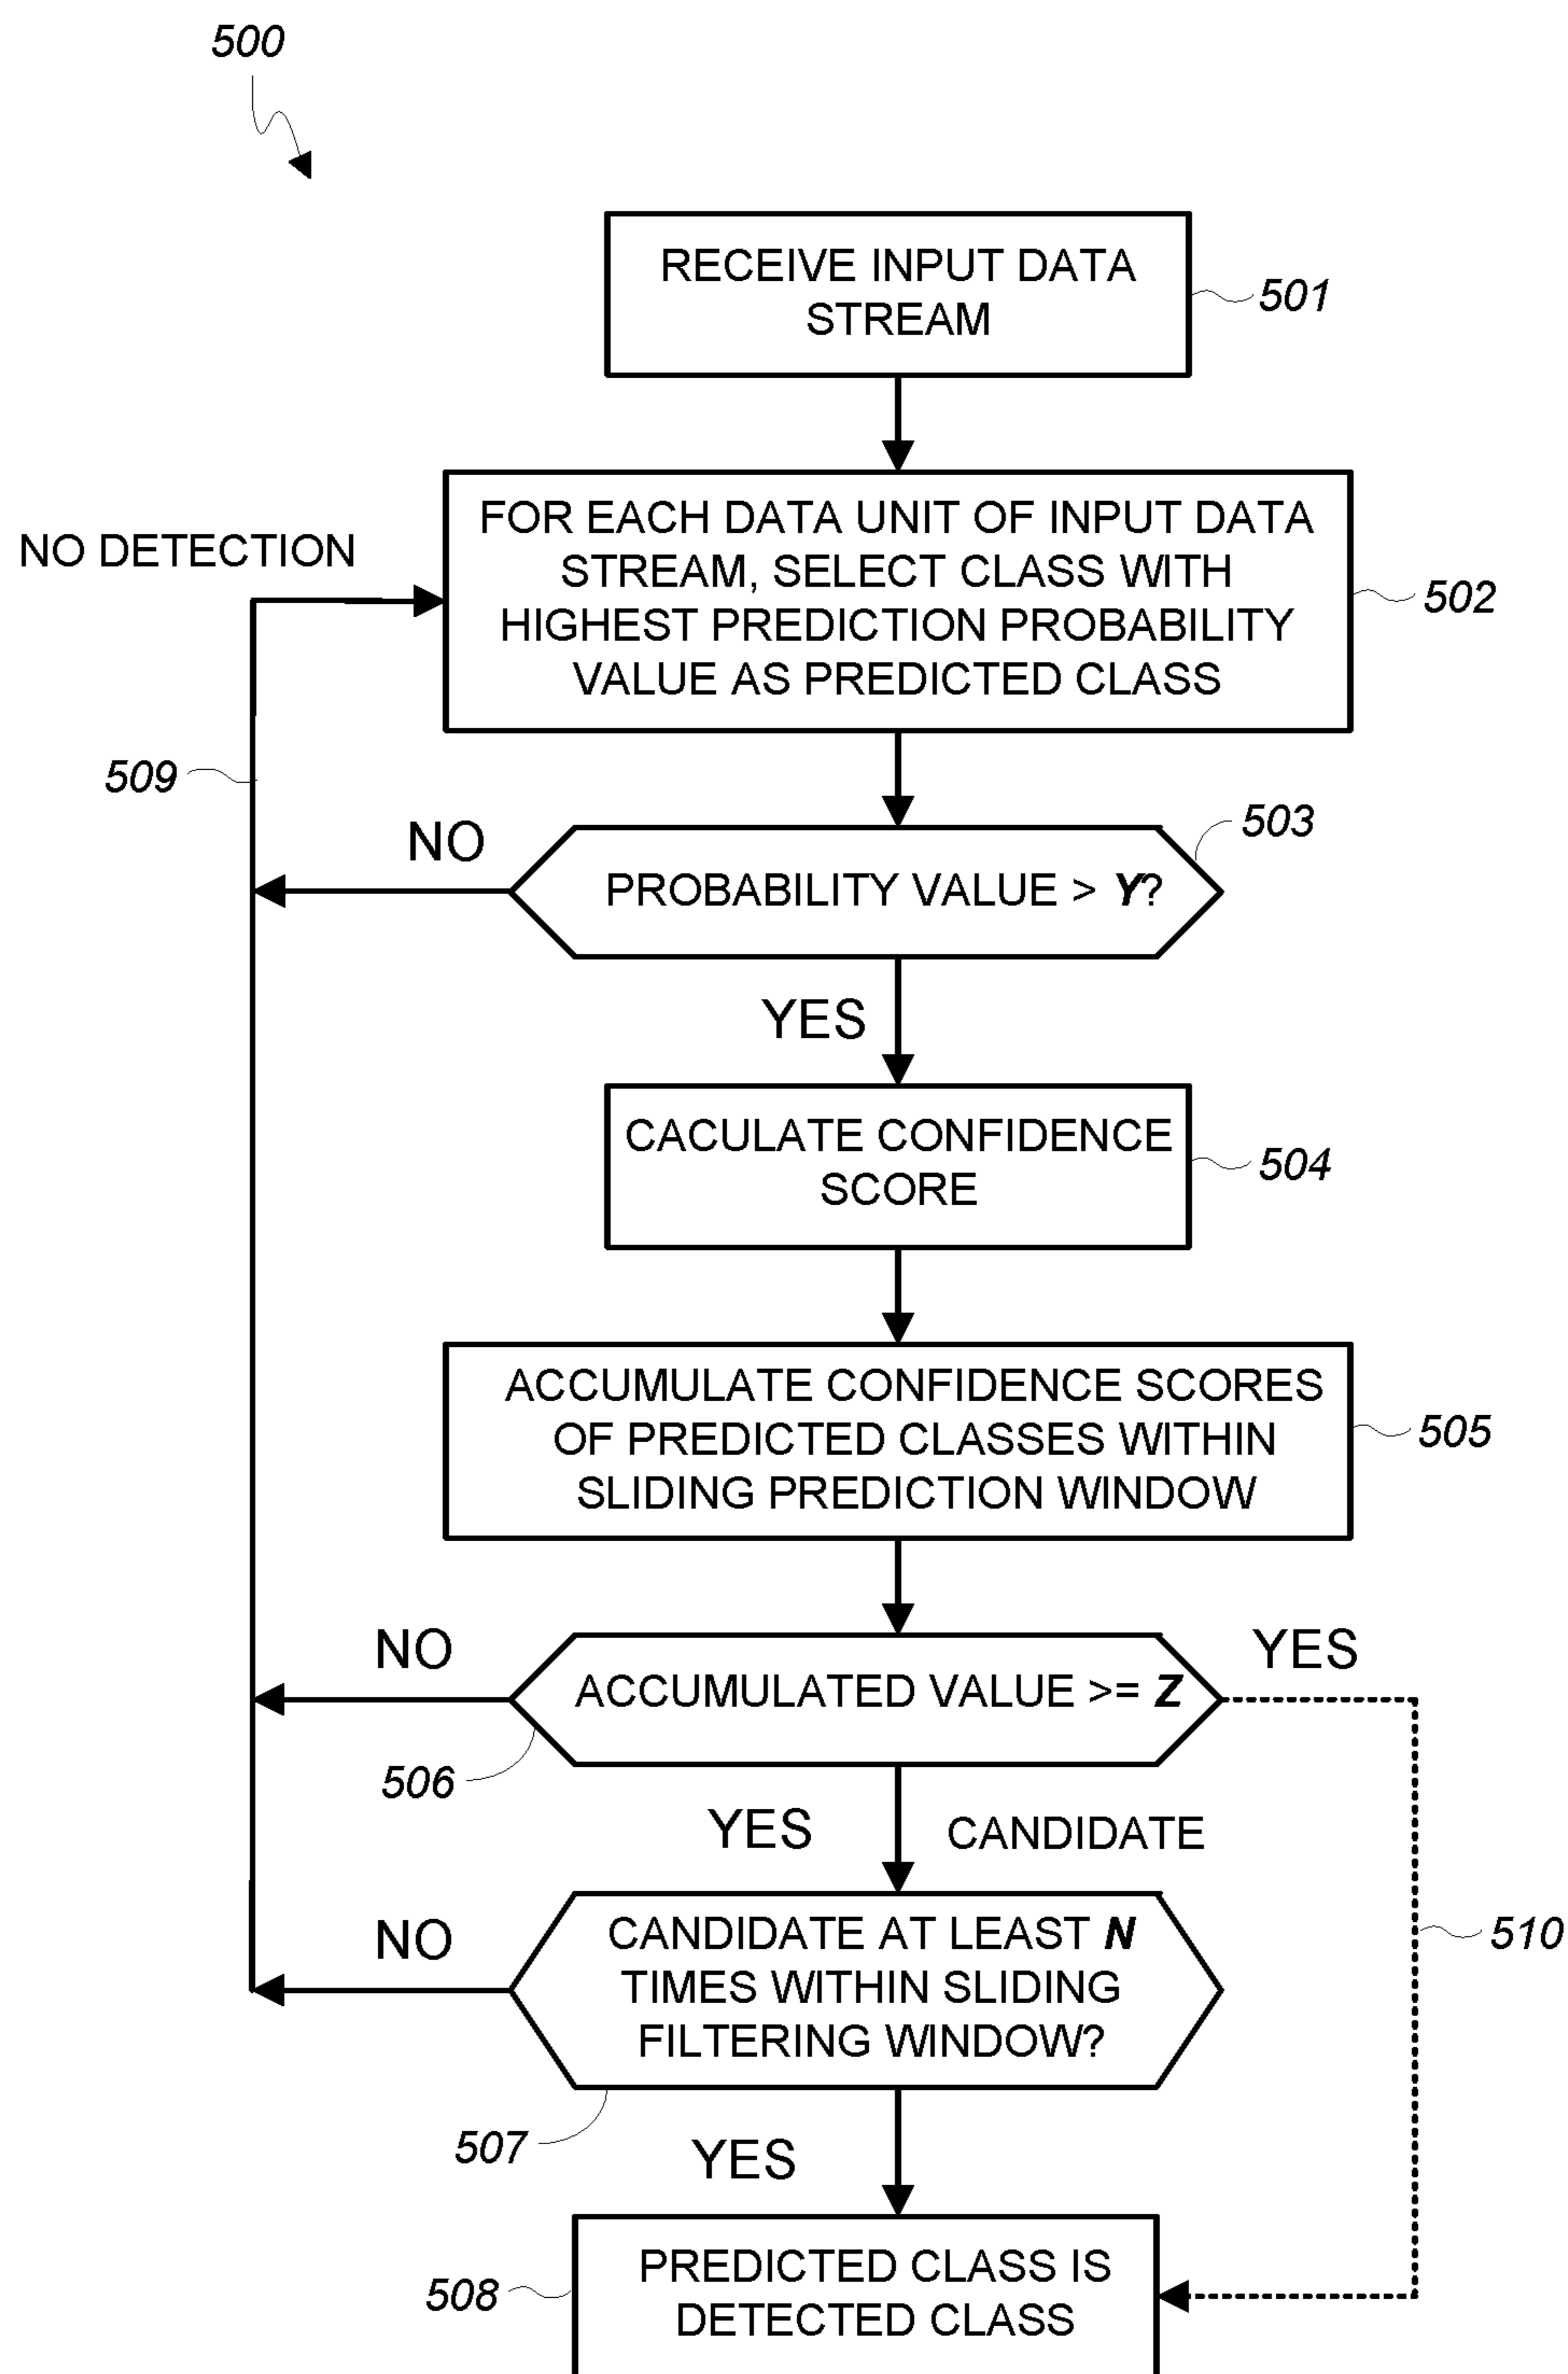 500
RECEIVE INPUT DATA
STREAM
501
NO DETECTION
FOR EACH DATA UNIT OF INPUT DATA
STREAM, SELECT CLASS WITH
HIGHEST PREDICTION PROBABILITY
VALUE AS PREDICTED CLASS
502
509
NO
503
PROBABILITY VALUE > Y?
YES
CACULATE CONFIDENCE
SCORE
504
ACCUMULATE CONFIDENCE SCORES
OF PREDICTED CLASSES WITHIN
SLIDING PREDICTION WINDOW
505
NO
YES
ACCUMULATED VALUE >= Z
506
YES
CANDIDATE
NO
CANDIDATE AT LEAST N
TIMES WITHIN SLIDING
FILTERING WINDOW?
510
507
YES
PREDICTED CLASS IS
DETECTED CLASS
508